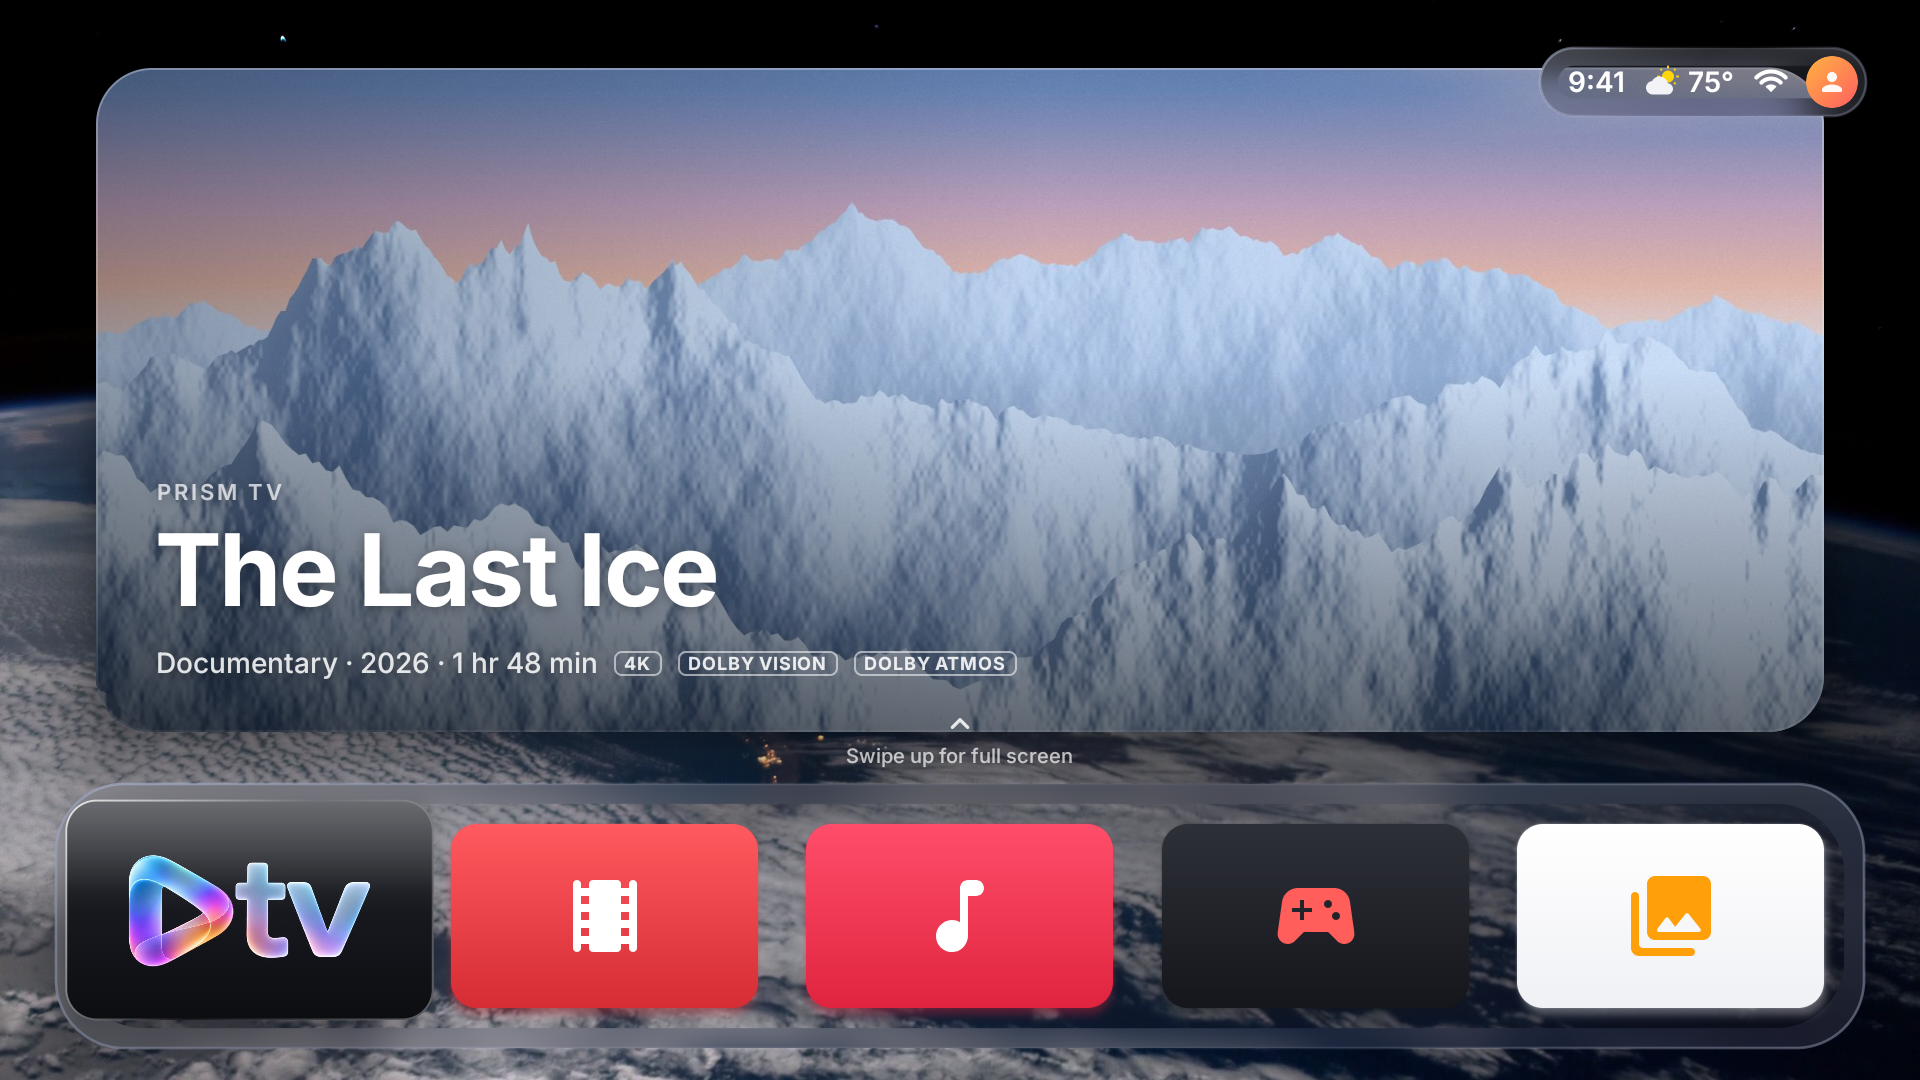 9:41 75°
PRISM TV
The Last Ice
Documentary · 2026 · 1 hr 48 min 4K DOLBY VISION DOLBY ATMOS
Swipe up for full screen
tv